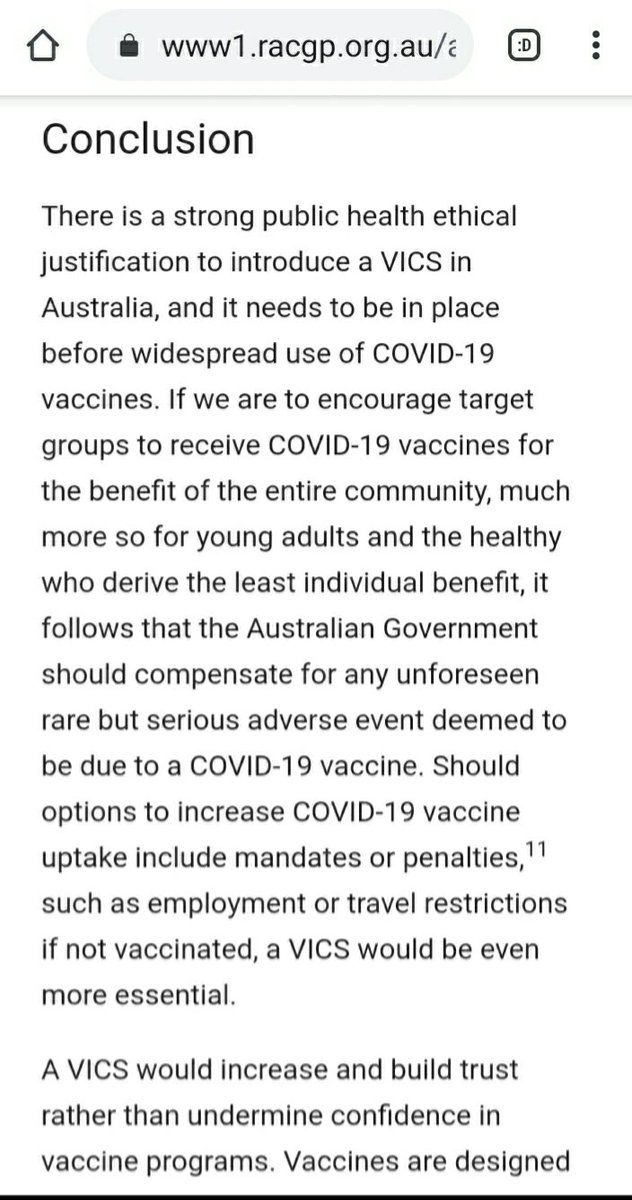 www1.racgp.org.au/a
:D
Conclusion
There is a strong public health ethical
justification to introduce a VICS in
Australia, and it needs to be in place
before widespread use of COVID-19
vaccines. If we are to encourage target
groups to receive COVID-19 vaccines for
the benefit of the entire community, much
more so for young adults and the healthy
who derive the least individual benefit, it
follows that the Australian Government
should compensate for any unforeseen
rare but serious adverse event deemed to
be due to a COVID-19 vaccine. Should
options to increase COVID-19 vaccine
uptake include mandates or penalties,¹¹
such as employment or travel restrictions
if not vaccinated, a VICS would be even
more essential.
A VICS would increase and build trust
rather than undermine confidence in
vaccine programs. Vaccines are designed